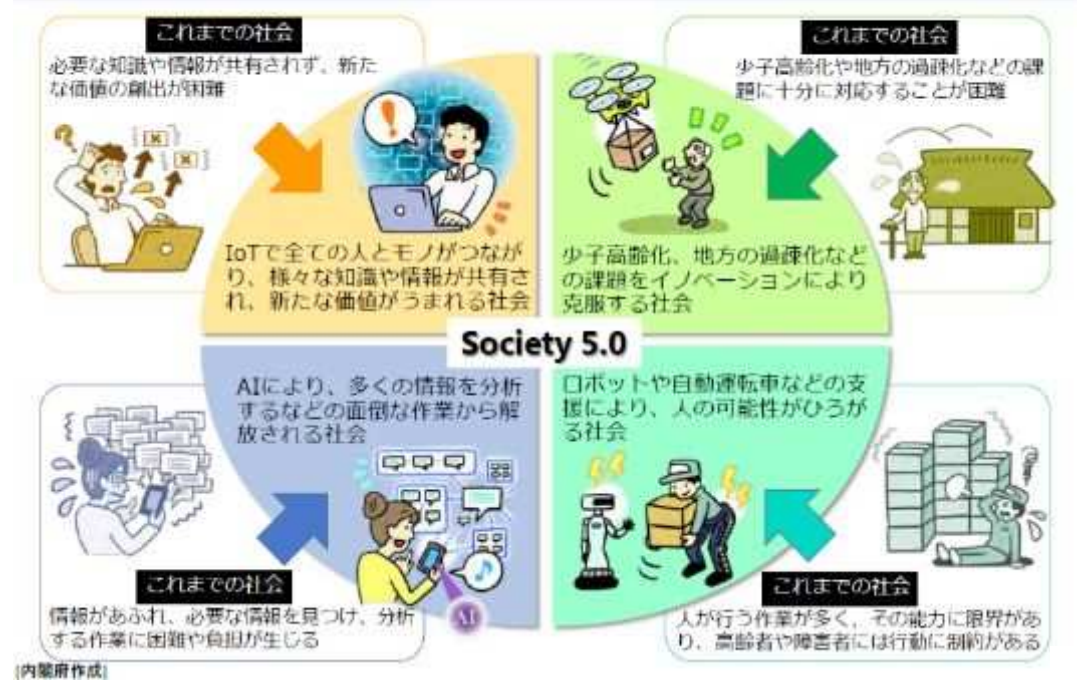 これまでの社会
必要な知識や情報が共有されず、新た
な価値の創出が困難
IoTで全ての人とモノがつなが
り、様々な知識や情報が共有さ
れ、新たな価値がうまれる社会
これまでの社会
少子高齢化や地方の過疎化などの課
題に十分に対応することが困難
少子高齢化、地方の過疎化など
の課題をイノベーションにより
克服する社会
Society 5.0
AIにより、多くの情報を分析
するなどの面倒な作業から解
放される社会
AI
これまでの社会
情報があふれ、必要な情報を見つけ、分析
する作業に困難や負担が生じる
ロボットや自動運転車などの支
援により、人の可能性がひろが
る社会
これまでの社会
人が行う作業が多く、その能力に限界があ
り、高齢者や障害者には行動に制約がある
[内閣府作成]